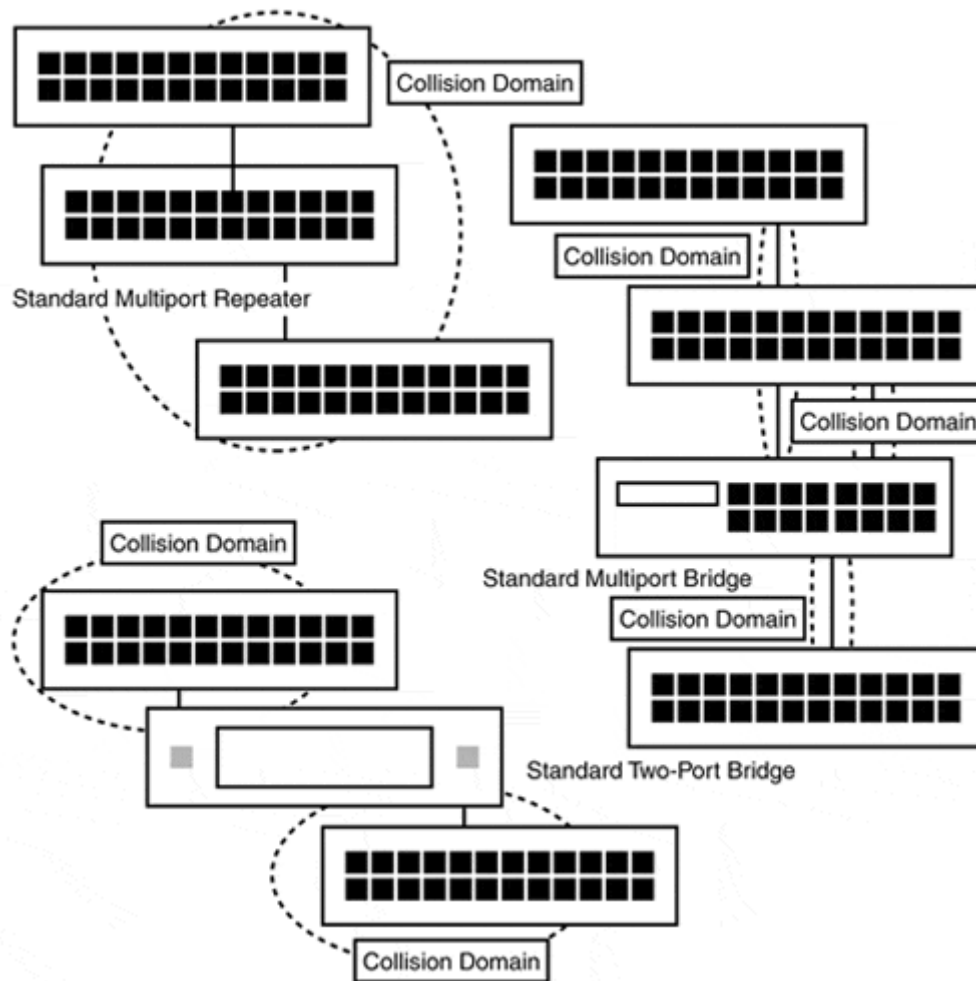 Collision Domain
Collision Domain
Standard Multiport Repeater
Collision Domain
Collision Domain
Standard Multiport Bridge
Collision Domain
Standard Two-Port Bridge
Collision Domain